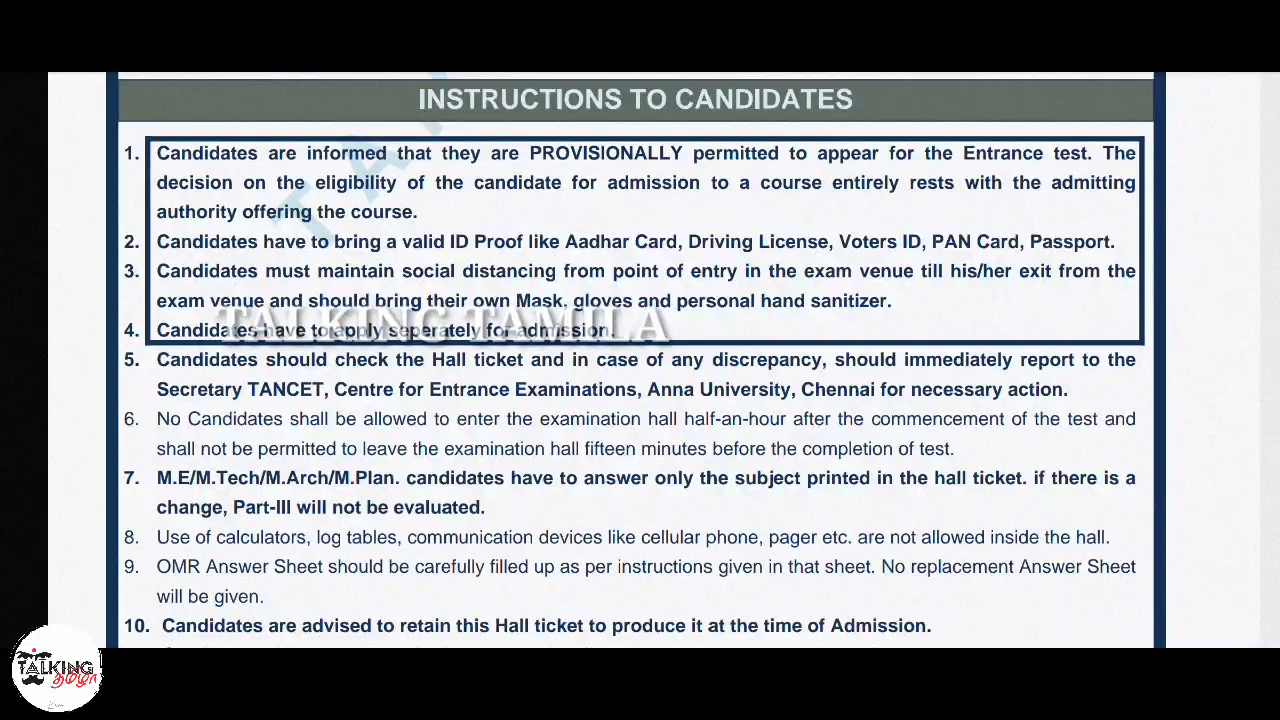 INSTRUCTIONS TO CANDIDATES
1. Candidates are informed that they are PROVISIONALLY permitted to appear for the Entrance test. The
decision on the eligibility of the candidate for admission to a course entirely rests with the admitting
authority offering the course.
2. Candidates have to bring a valid ID Proof like Aadhar Card, Driving License, Voters ID, PAN Card, Passport.
3. Candidates must maintain social distancing from point of entry in the exam venue till his/her exit from the
exam venue and should bring their own Mask, gloves and personal hand sanitizer.
TALKING TAMILA
4. Candidates have to apply seperately for admission.
5. Candidates should check the Hall ticket and in case of any discrepancy, should immediately report to the
Secretary TANCET, Centre for Entrance Examinations, Anna University, Chennai for necessary action.
6. No Candidates shall be allowed to enter the examination hall half-an-hour after the commencement of the test and
shall not be permitted to leave the examination hall fifteen minutes before the completion of test.
7. M.E/M.Tech/M.Arch/M.Plan. candidates have to answer only the subject printed in the hall ticket. if there is a
change, Part-III will not be evaluated.
8. Use of calculators, log tables, communication devices like cellular phone, pager etc. are not allowed inside the hall.
9. OMR Answer Sheet should be carefully filled up as per instructions given in that sheet. No replacement Answer Sheet
will be given.
10. Candidates are advised to retain this Hall ticket to produce it at the time of Admission.
TALKING
தமிழா